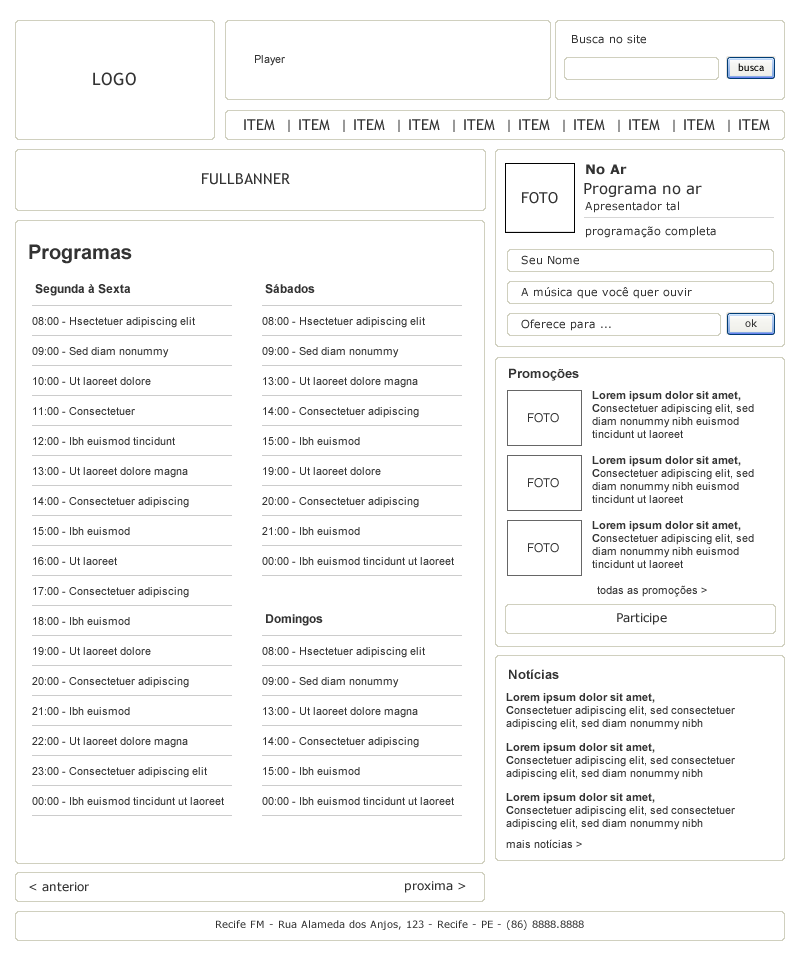 LOGO
Player
Busca no site
busca
ITEM | ITEM | ITEM | ITEM | ITEM | ITEM | ITEM | ITEM | ITEM | ITEM
FULLBANNER
FOTO
No Ar
Programa no ar
Apresentador tal
programação completa
Seu Nome
A música que você quer ouvir
Oferece para ...
ok
Programas
Segunda à Sexta
08:00 - Hsectetuer adipiscing elit
09:00 - Sed diam nonummy
10:00 - Ut laoreet dolore
11:00 - Consectetuer
12:00 - Ibh euismod tincidunt
13:00 - Ut laoreet dolore magna
14:00 - Consectetuer adipiscing
15:00 - Ibh euismod
16:00 - Ut laoreet
17:00 - Consectetuer adipiscing
18:00 - Ibh euismod
19:00 - Ut laoreet dolore
20:00 - Consectetuer adipiscing
21:00 - Ibh euismod
22:00 - Ut laoreet dolore magna
23:00 - Consectetuer adipiscing elit
00:00 - Ibh euismod tincidunt ut laoreet
Sábados
08:00 - Hsectetuer adipiscing elit
09:00 - Sed diam nonummy
13:00 - Ut laoreet dolore magna
14:00 - Consectetuer adipiscing
15:00 - Ibh euismod
19:00 - Ut laoreet dolore
20:00 - Consectetuer adipiscing
21:00 - Ibh euismod
00:00 - Ibh euismod tincidunt ut laoreet
Domingos
08:00 - Hsectetuer adipiscing elit
09:00 - Sed diam nonummy
13:00 - Ut laoreet dolore magna
14:00 - Consectetuer adipiscing
15:00 - Ibh euismod
00:00 - Ibh euismod tincidunt ut laoreet
Promoções
FOTO
Lorem ipsum dolor sit amet,
Consectetuer adipiscing elit, sed
diam nonummy nibh euismod
tincidunt ut laoreet
FOTO
Lorem ipsum dolor sit amet,
Consectetuer adipiscing elit, sed
diam nonummy nibh euismod
tincidunt ut laoreet
FOTO
Lorem ipsum dolor sit amet,
Consectetuer adipiscing elit, sed
diam nonummy nibh euismod
tincidunt ut laoreet
todas as promoções >
Participe
Notícias
Lorem ipsum dolor sit amet,
Consectetuer adipiscing elit, sed consectetuer
adipiscing elit, sed diam nonummy nibh
Lorem ipsum dolor sit amet,
Consectetuer adipiscing elit, sed consectetuer
adipiscing elit, sed diam nonummy nibh
Lorem ipsum dolor sit amet,
Consectetuer adipiscing elit, sed consectetuer
adipiscing elit, sed diam nonummy nibh
mais notícias >
< anterior
proxima >
Recife FM - Rua Alameda dos Anjos, 123 - Recife - PE - (86) 8888.8888